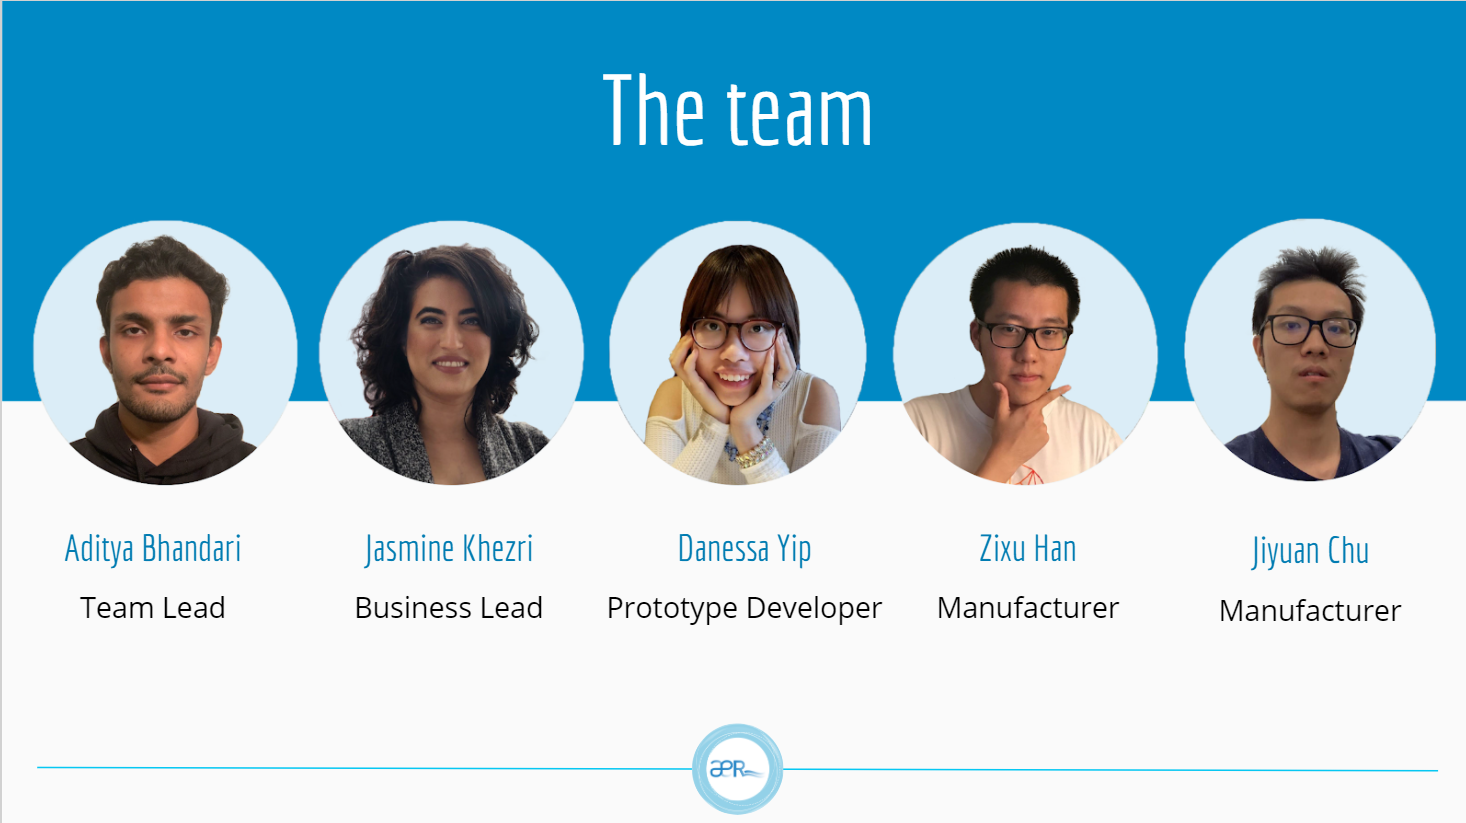 The team
Aditya Bhandari
Team Lead
Jasmine Khezri
Business Lead
Danessa Yip
Prototype Developer
Zixu Han
Manufacturer
Jiyuan Chu
Manufacturer